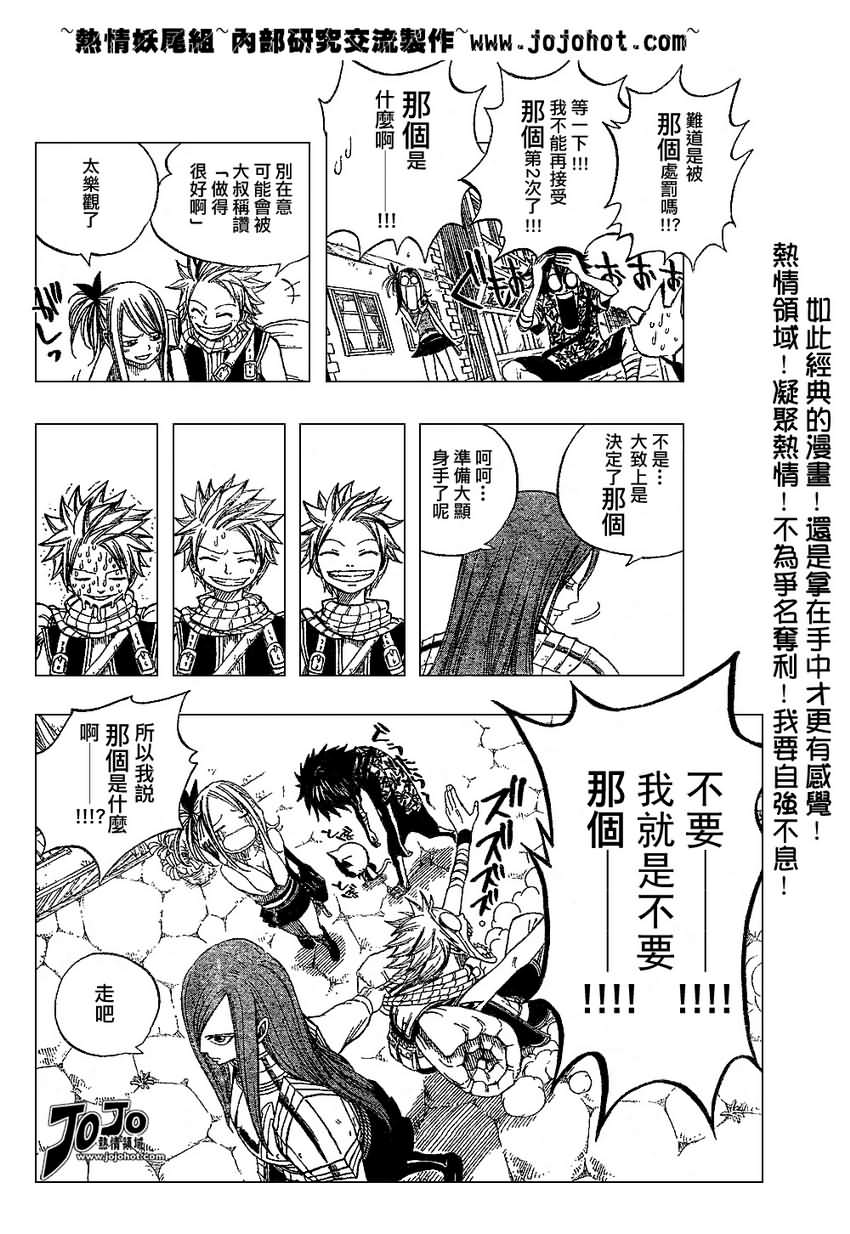 ~熱情妖尾組~內部研究交流製作~www.jojohot.com~
難道是被
那個處罰嗎!!?
等一下!!!
我不能再接受
那個第2次了!!!
那個是
什麼啊——!!!
別在意
可能會被
大叔稱讚
「做得
很好啊」
太樂觀了
不是…
大致上是
決定了那個
呵呵…
準備大顯
身手了呢
不要——!!!!
我就是不要
那個——!!!!
所以我說
那個是什麼
啊——!!!?
走吧
如此經典的漫畫！還是拿在手中才更有感覺！
熱情領域！凝聚熱情！不為爭名奪利！我要自強不息！
JOJO
熱情領域
www.jojohot.com